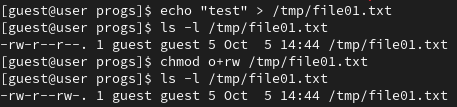 [guest@user progs]$ echo "test" > /tmp/file01.txt
[guest@user progs]$ ls -l /tmp/file01.txt
-rw-r--r--. 1 guest guest 5 Oct  5 14:44 /tmp/file01.txt
[guest@user progs]$ chmod o+rw /tmp/file01.txt
[guest@user progs]$ ls -l /tmp/file01.txt
-rw-r--rw-. 1 guest guest 5 Oct  5 14:44 /tmp/file01.txt